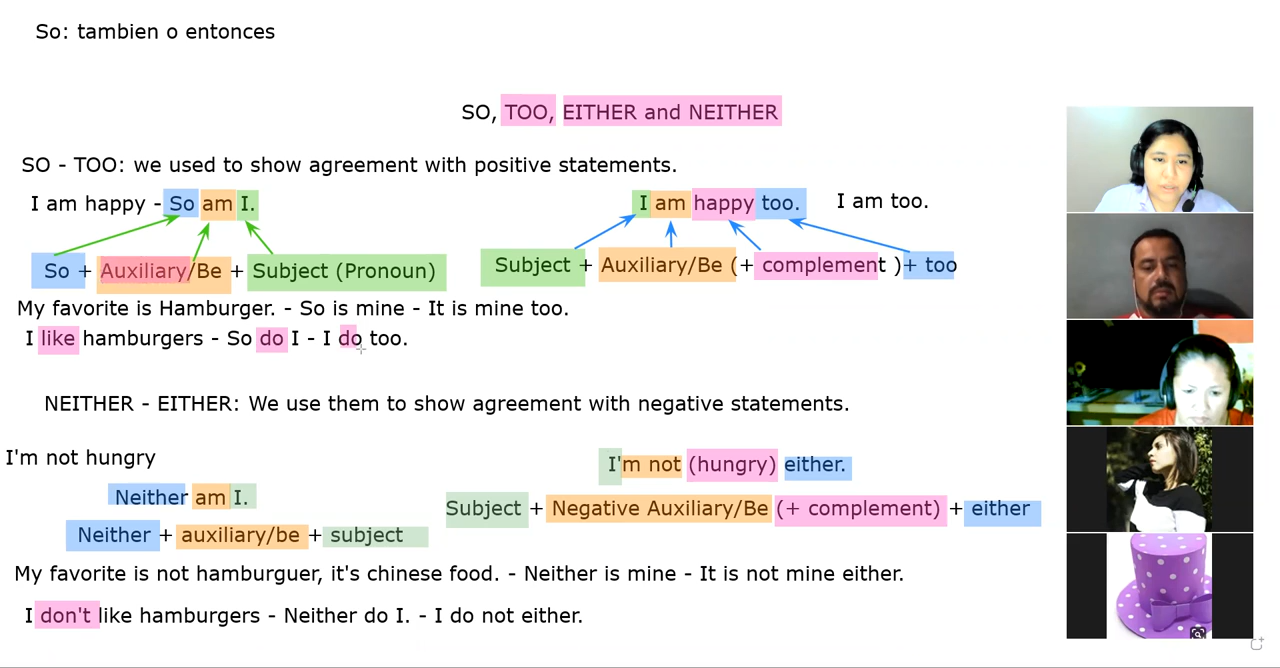 So: tambien o entonces
SO, TOO, EITHER and NEITHER
SO - TOO: we used to show agreement with positive statements.
I am happy - So am I.
I am happy too.
I am too.
So + Auxiliary/Be + Subject (Pronoun)
Subject + Auxiliary/Be (+ complement )+ too
My favorite is Hamburger. - So is mine - It is mine too.
I like hamburgers - So do I - I do too.
NEITHER - EITHER: We use them to show agreement with negative statements.
I'm not hungry
I'm not (hungry) either.
Neither am I.
Subject + Negative Auxiliary/Be (+ complement) + either
Neither + auxiliary/be + subject
My favorite is not hamburguer, it's chinese food. - Neither is mine - It is not mine either.
I don't like hamburgers - Neither do I. - I do not either.